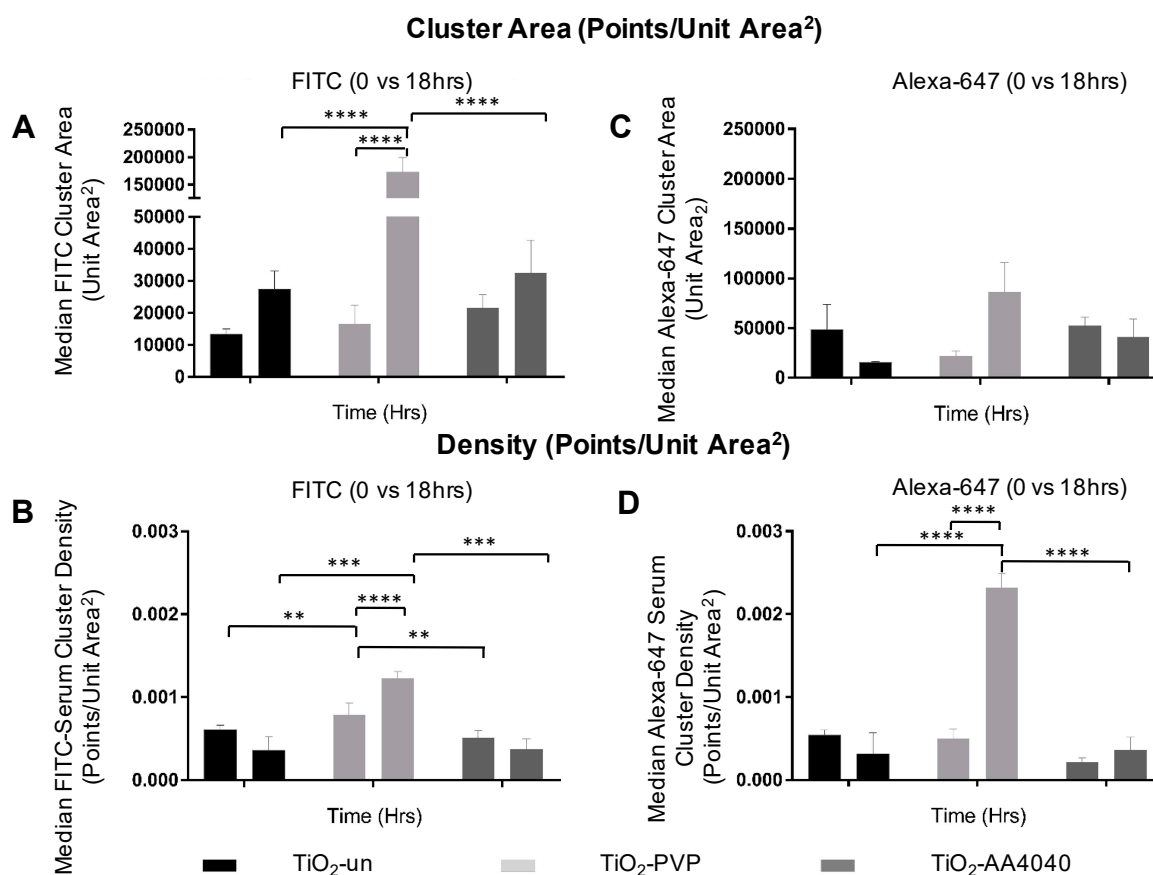 Cluster Area (Points/Unit Area²)
A
FITC (0 vs 18hrs)
Median FITC Cluster Area
(Unit Area²)
250000
200000
150000
50000
40000
30000
20000
10000
0
****
****
****
Time (Hrs)
C
Alexa-647 (0 vs 18hrs)
Median Alexa-647 Cluster Area
(Unit Area₂)
250000
200000
150000
100000
50000
0
Time (Hrs)
Density (Points/Unit Area²)
B
FITC (0 vs 18hrs)
Median FITC-Serum Cluster Density
(Points/Unit Area²)
0.003
0.002
0.001
0.000
***
***
****
**
**
Time (Hrs)
D
Alexa-647 (0 vs 18hrs)
Median Alexa-647 Serum
Cluster Density
(Points/Unit Area²)
0.003
0.002
0.001
0.000
****
****
****
Time (Hrs)
TiO₂-un
TiO₂-PVP
TiO₂-AA4040